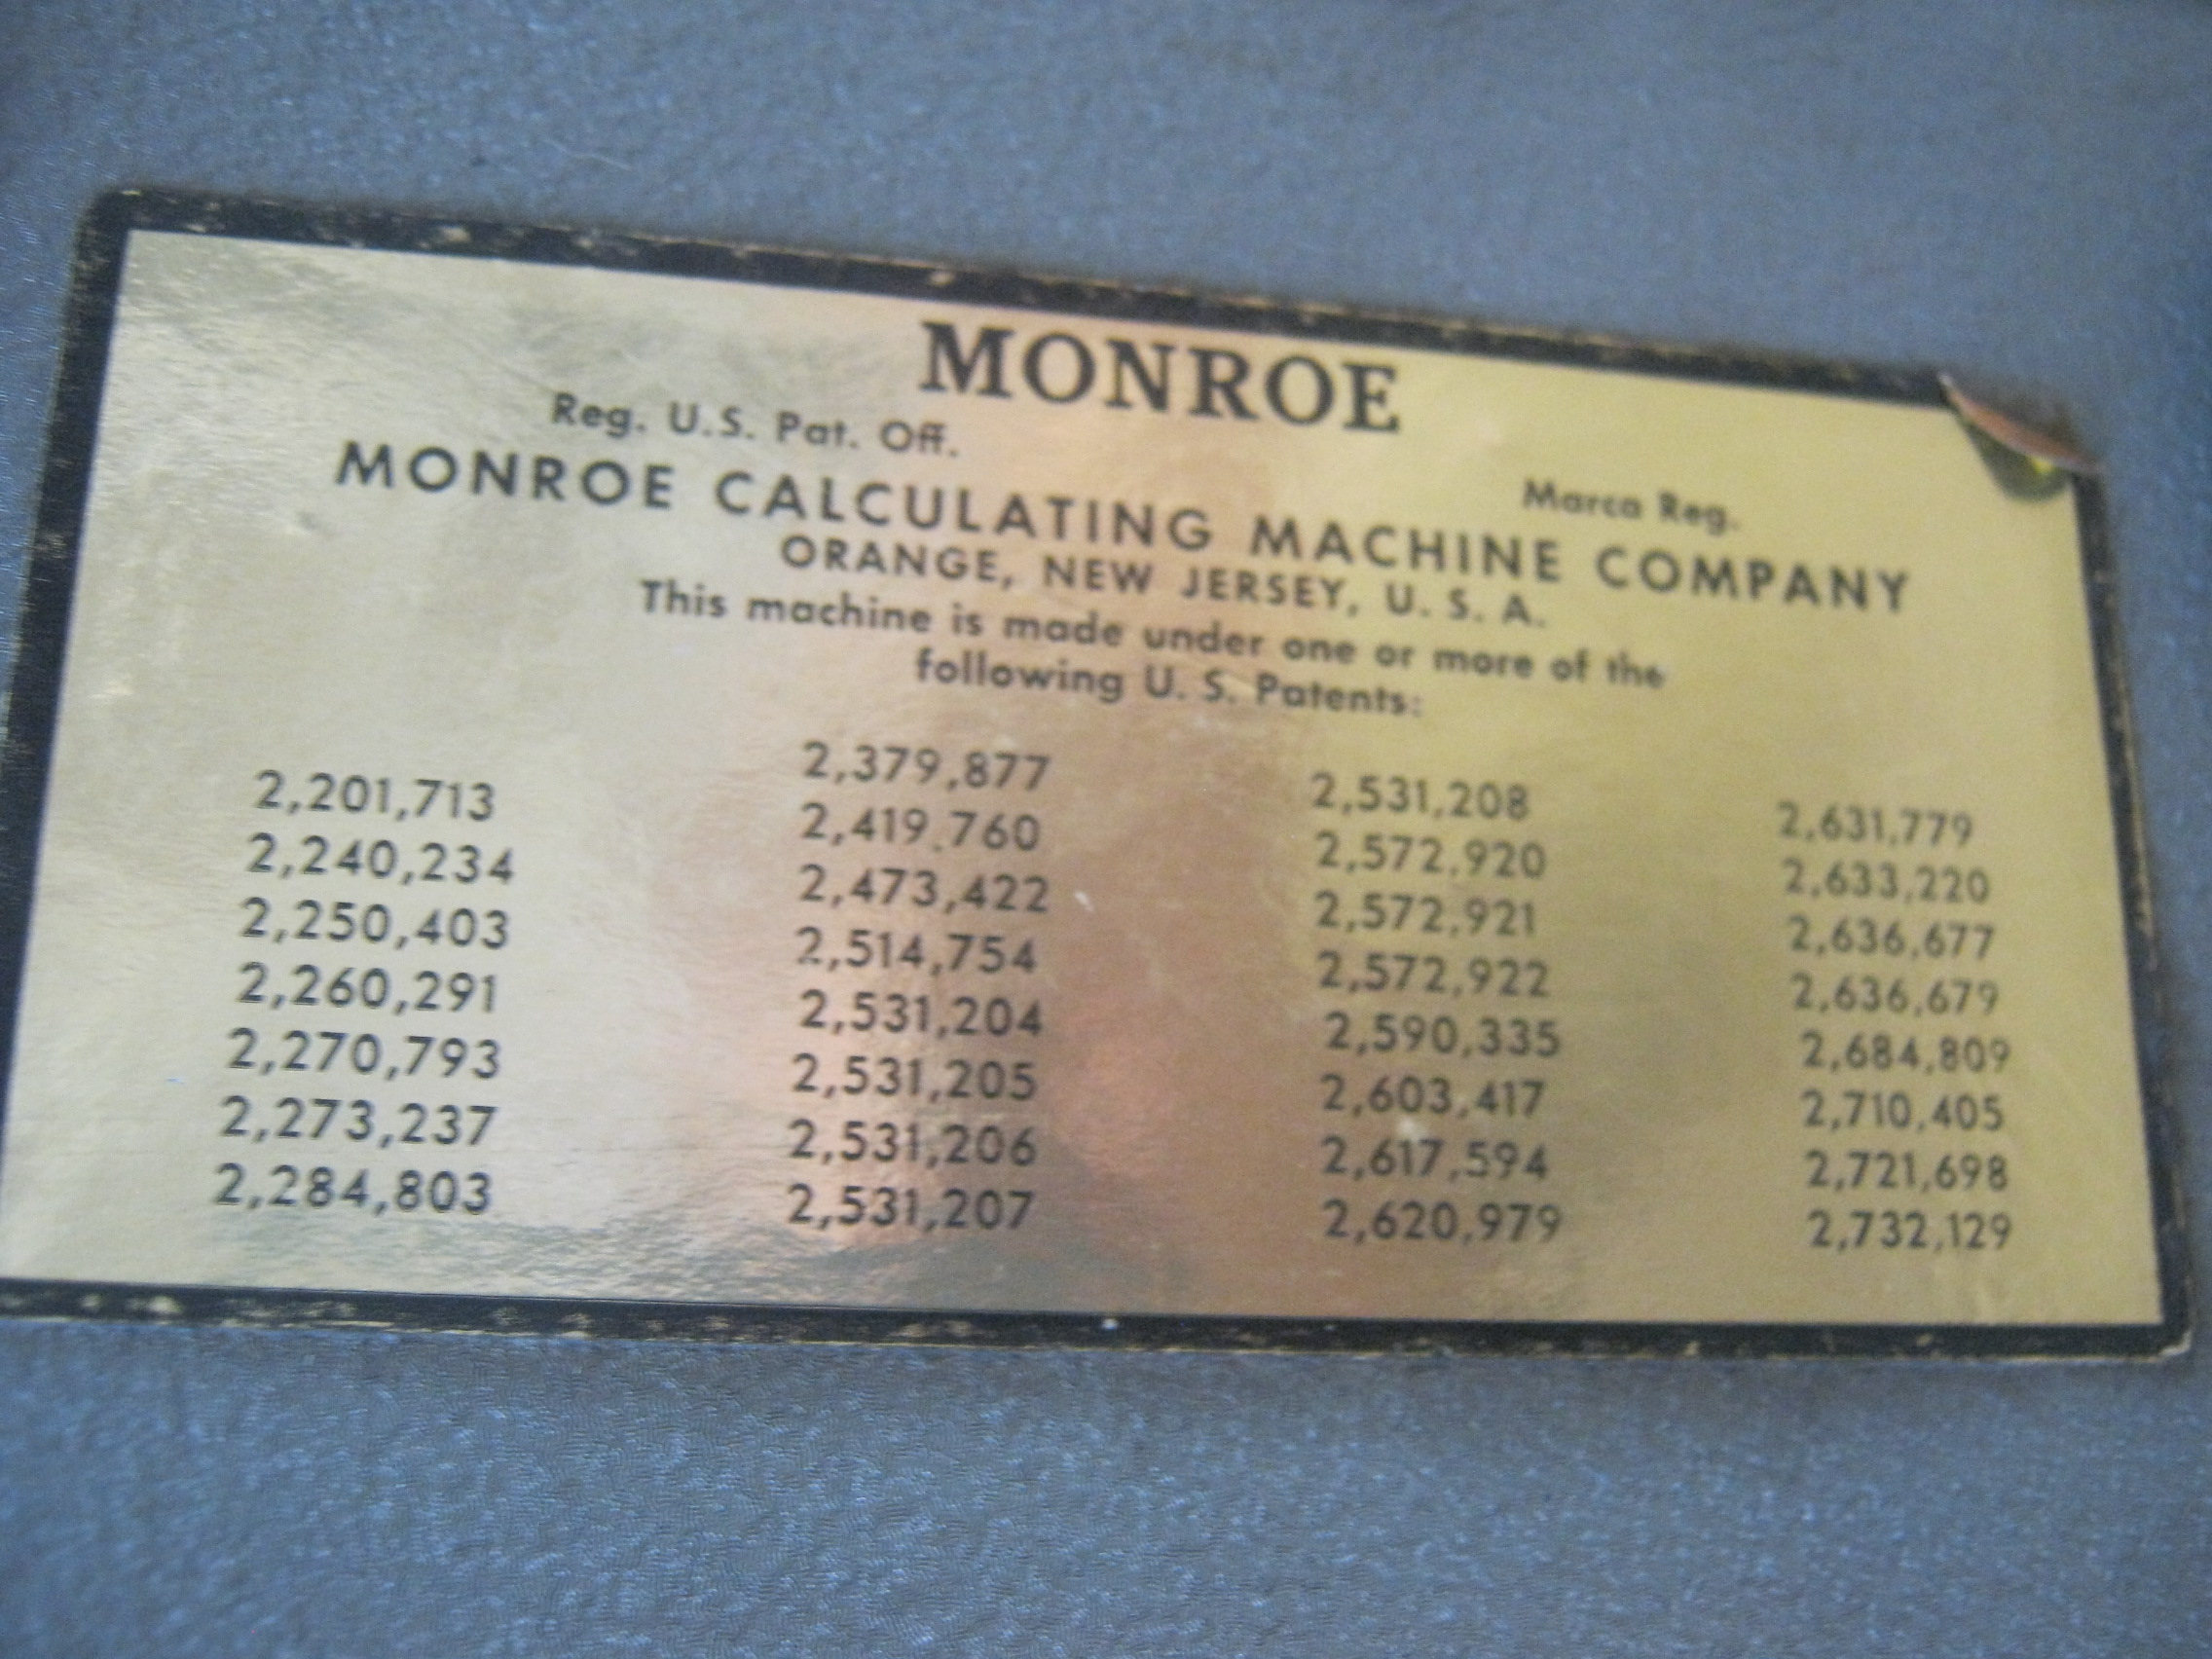 MONROE
Reg. U.S. Pat. Off. Marca Reg.
MONROE CALCULATING MACHINE COMPANY
ORANGE, NEW JERSEY, U. S. A.
This machine is made under one or more of the
following U. S. Patents:
2,201,713 2,379,877 2,531,208 2,631,779
2,240,234 2,419,760 2,572,920 2,633,220
2,250,403 2,473,422 2,572,921 2,636,677
2,260,291 2,514,754 2,572,922 2,636,679
2,270,793 2,531,204 2,590,335 2,684,809
2,273,237 2,531,205 2,603,417 2,710,405
2,284,803 2,531,206 2,617,594 2,721,698
2,531,207 2,620,979 2,732,129